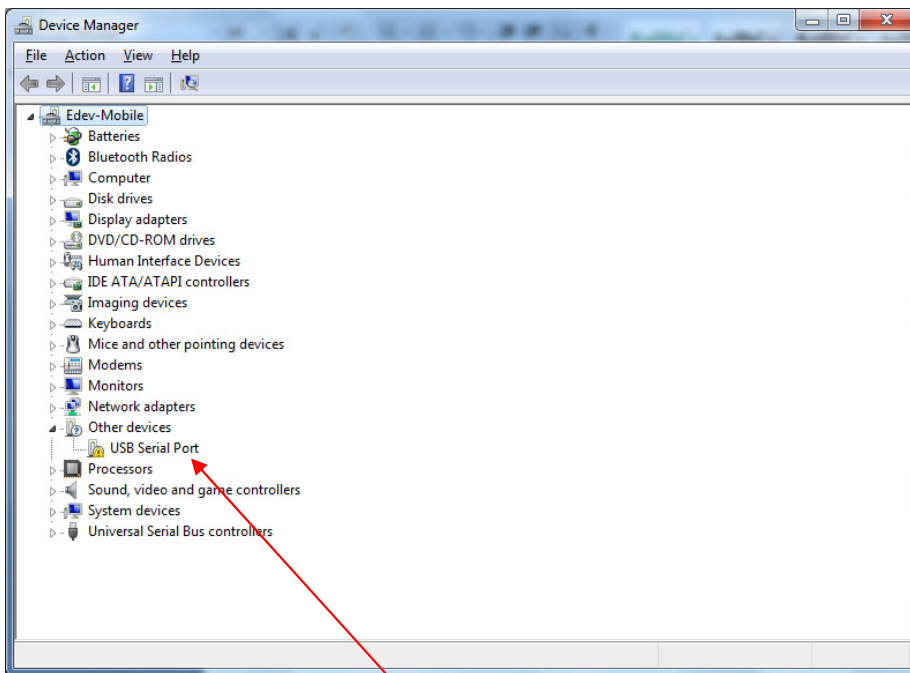 Device Manager
File Action View Help
Edev-Mobile
Batteries
Bluetooth Radios
Computer
Disk drives
Display adapters
DVD/CD-ROM drives
Human Interface Devices
IDE ATA/ATAPI controllers
Imaging devices
Keyboards
Mice and other pointing devices
Modems
Monitors
Network adapters
Other devices
USB Serial Port
Processors
Sound, video and game controllers
System devices
Universal Serial Bus controllers